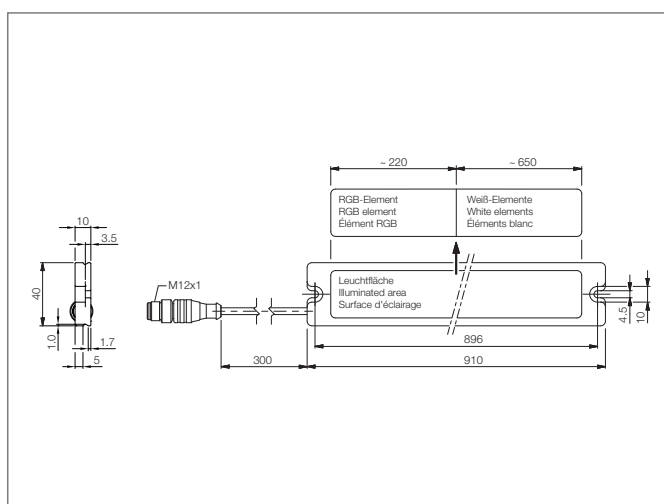 ~ 220
~ 650
RGB-Element
RGB element
Élément RGB
Weiß-Elemente
White elements
Éléments blanc
10
3.5
40
1.0
1.7
5
M12x1
Leuchtfläche
Illuminated area
Surface d'éclairage
4.5
10
896
300
910